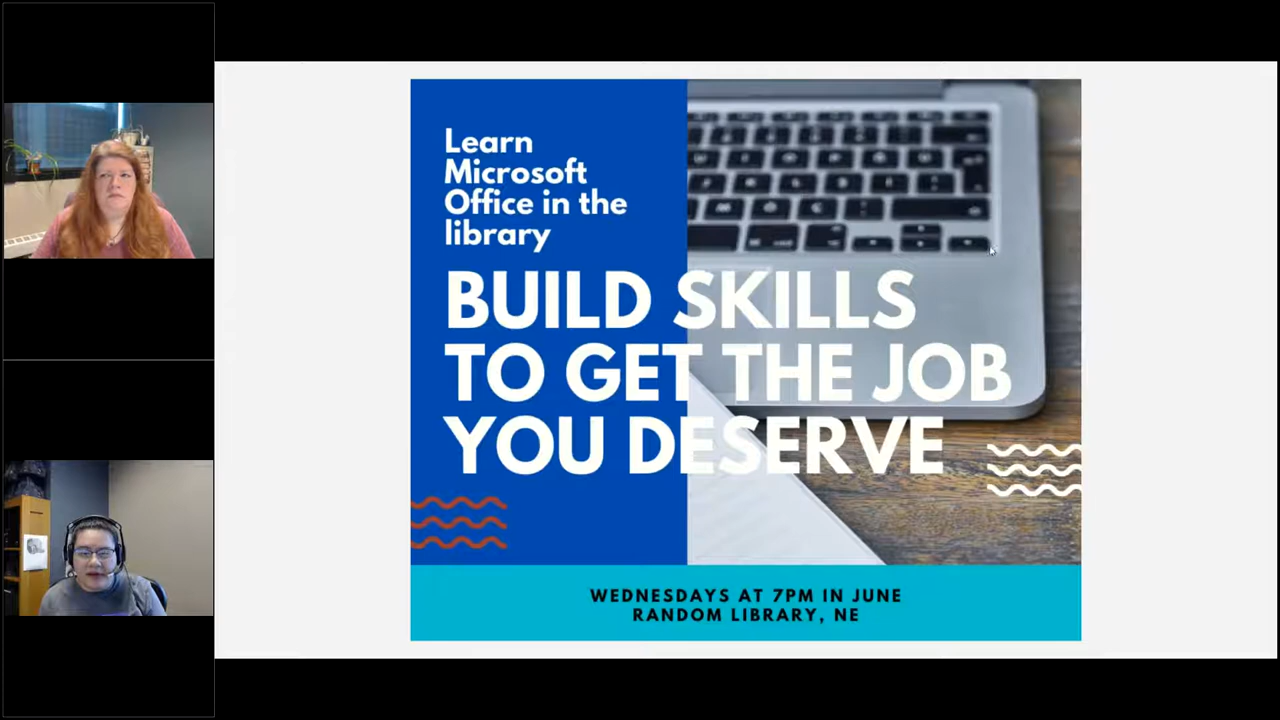 Learn
Microsoft
Office in the
library
BUILD SKILLS
TO GET THE JOB
YOU DESERVE
WEDNESDAYS AT 7PM IN JUNE
RANDOM LIBRARY, NE